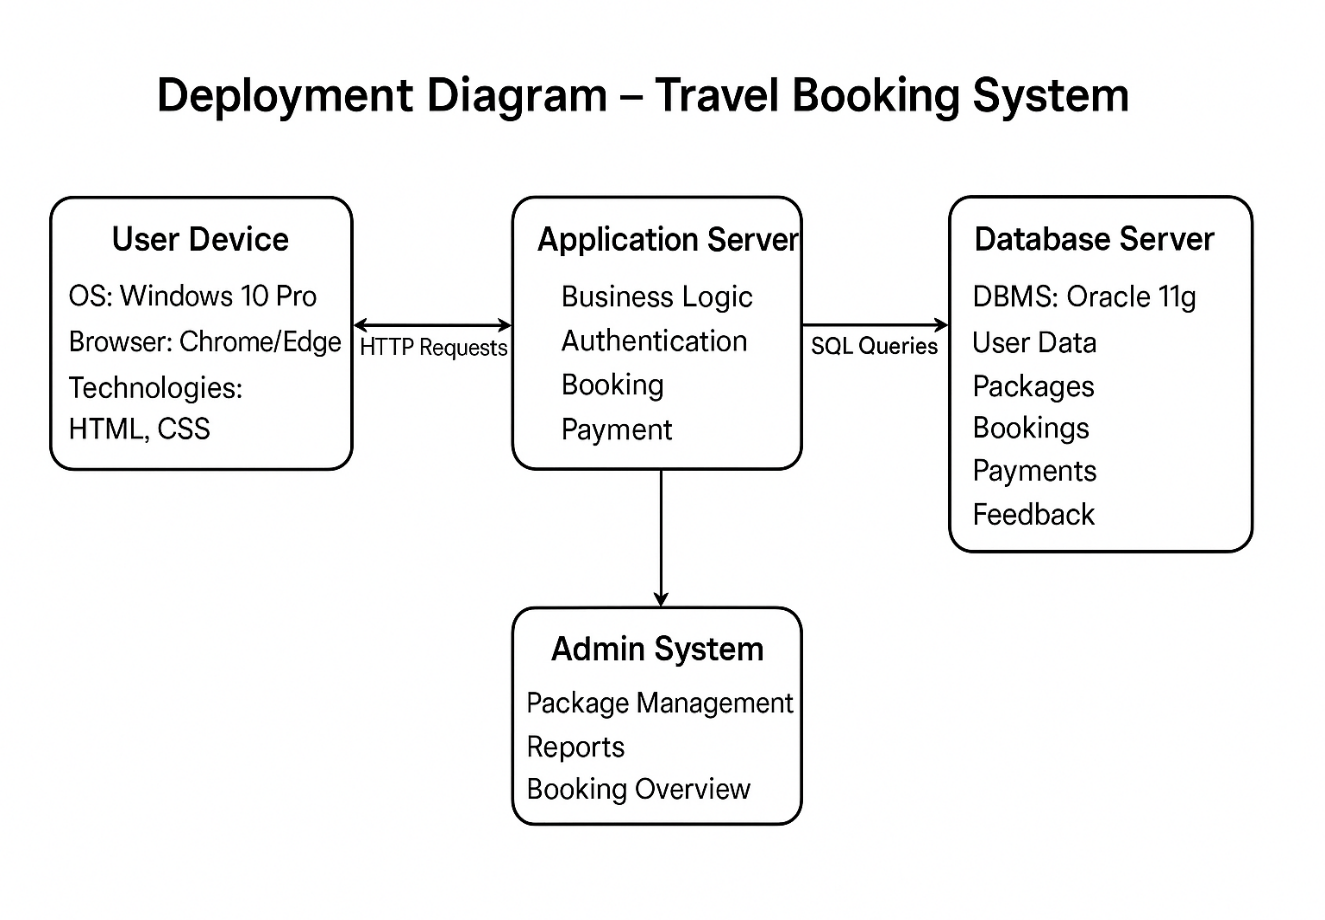 Deployment Diagram – Travel Booking System
User Device
OS: Windows 10 Pro
Browser: Chrome/Edge
Technologies:
HTML, CSS
HTTP Requests
Application Server
Business Logic
Authentication
Booking
Payment
SQL Queries
Database Server
DBMS: Oracle 11g
User Data
Packages
Bookings
Payments
Feedback
Admin System
Package Management
Reports
Booking Overview